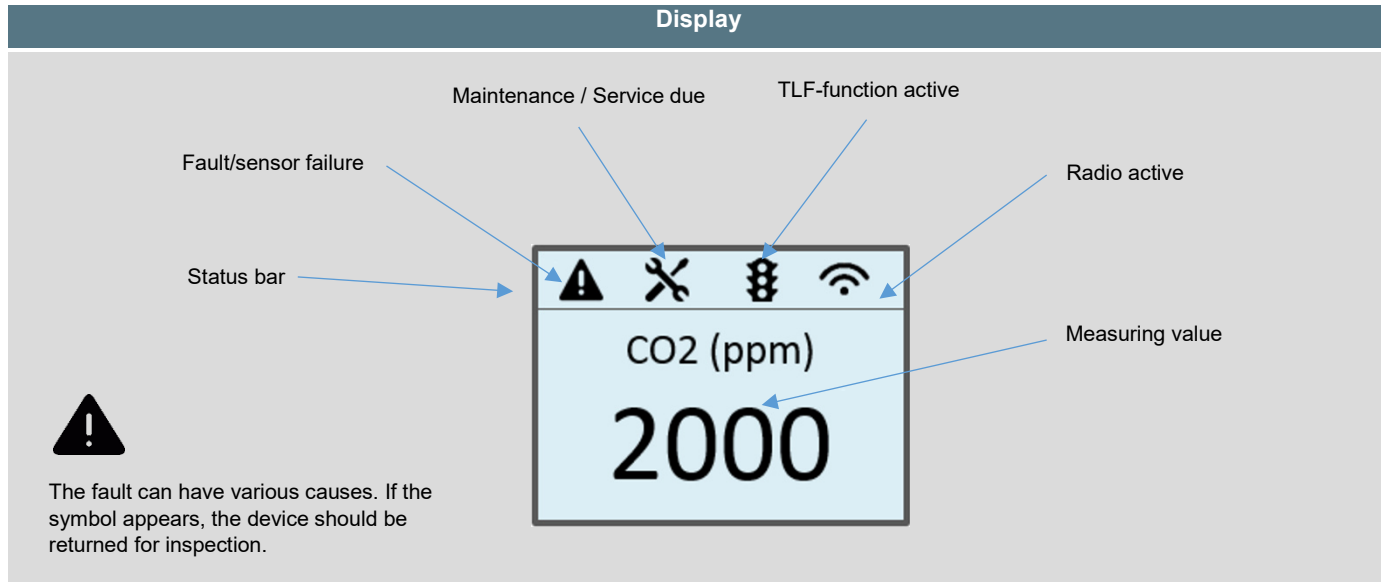 Display
Maintenance / Service due
TLF-function active
Fault/sensor failure
Radio active
Status bar
Measuring value
CO2 (ppm)
2000
The fault can have various causes. If the
symbol appears, the device should be
returned for inspection.